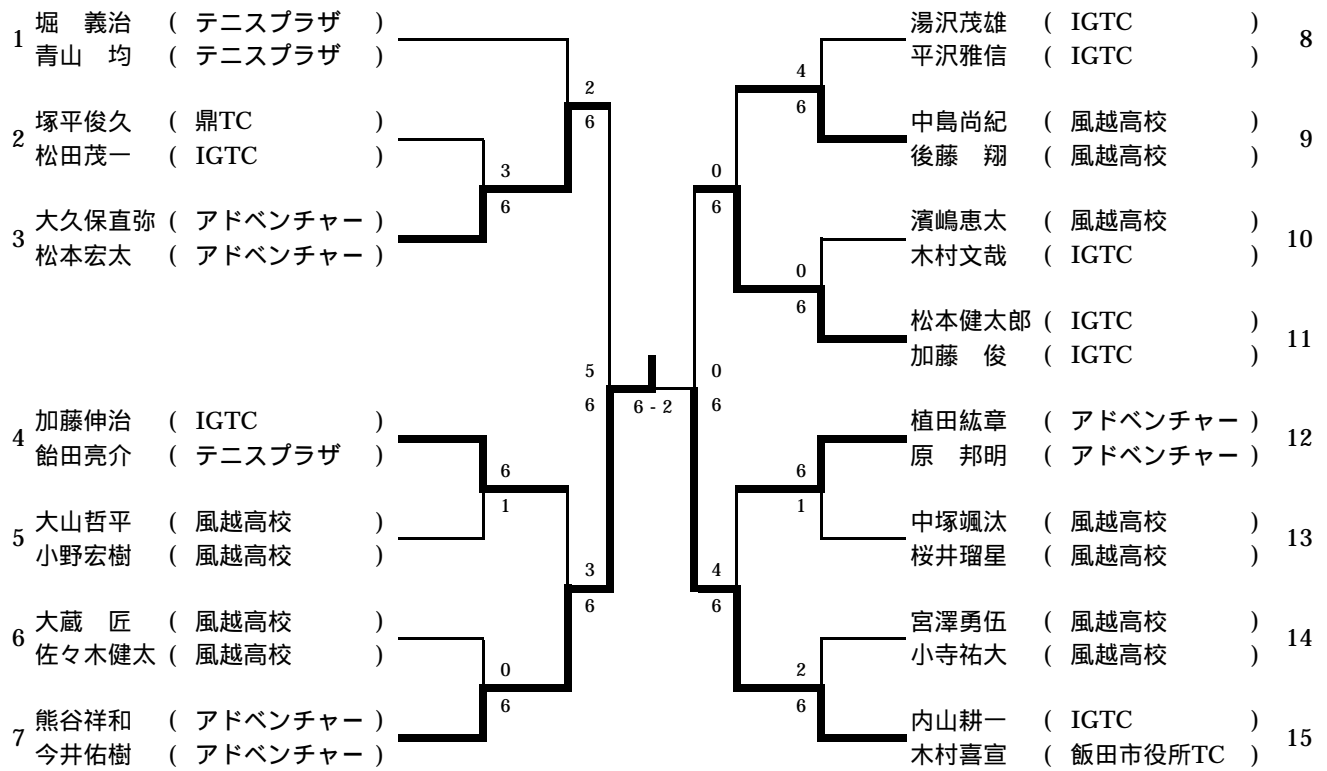 1 堀　義治 ( テニスプラザ )
青山　均 ( テニスプラザ )
2 塚平俊久 ( 鼎TC )
松田茂一 ( IGTC )
3 大久保直弥 ( アドベンチャー )
松本宏太 ( アドベンチャー )
4 加藤伸治 ( IGTC )
飴田亮介 ( テニスプラザ )
5 大山哲平 ( 風越高校 )
小野宏樹 ( 風越高校 )
6 大蔵　匠 ( 風越高校 )
佐々木健太 ( 風越高校 )
7 熊谷祥和 ( アドベンチャー )
今井佑樹 ( アドベンチャー )
3
6
6
1
0
6
2
6
3
6
5
6
6 - 2
0
6
0
6
4
6
4
6
0
6
6
1
2
6
湯沢茂雄 ( IGTC ) 8
平沢雅信 ( IGTC )
中島尚紀 ( 風越高校 ) 9
後藤　翔 ( 風越高校 )
濱嶋恵太 ( 風越高校 ) 10
木村文哉 ( IGTC )
松本健太郎 ( IGTC ) 11
加藤　俊 ( IGTC )
植田紘章 ( アドベンチャー ) 12
原　邦明 ( アドベンチャー )
中塚颯汰 ( 風越高校 ) 13
桜井瑠星 ( 風越高校 )
宮澤勇伍 ( 風越高校 ) 14
小寺祐大 ( 風越高校 )
内山耕一 ( IGTC ) 15
木村喜宣 ( 飯田市役所TC )